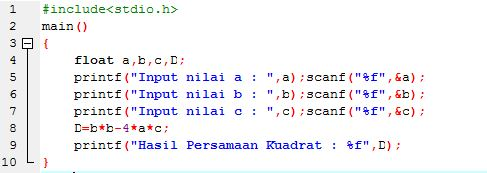 1 #include<stdio.h>
2 main()
3 {
4 float a,b,c,D;
5 printf("Input nilai a : ",a);scanf("%f",&a);
6 printf("Input nilai b : ",b);scanf("%f",&b);
7 printf("Input nilai c : ",c);scanf("%f",&c);
8 D=b*b-4*a*c;
9 printf("Hasil Persamaan Kuadrat : %f",D);
10 }